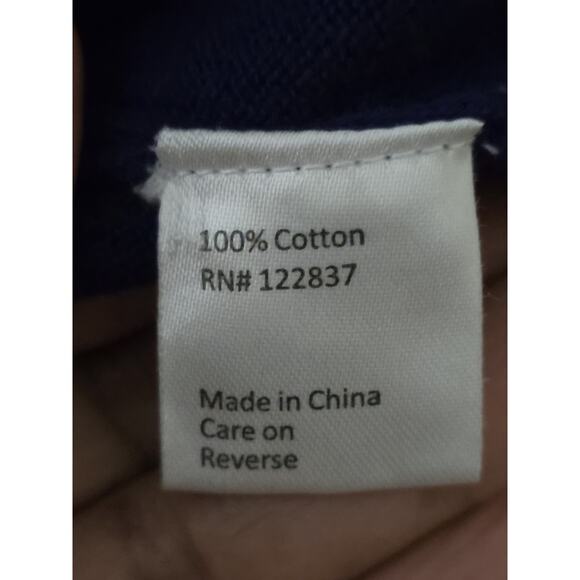 100% Cotton
RN# 122837
Made in China
Care on
Reverse